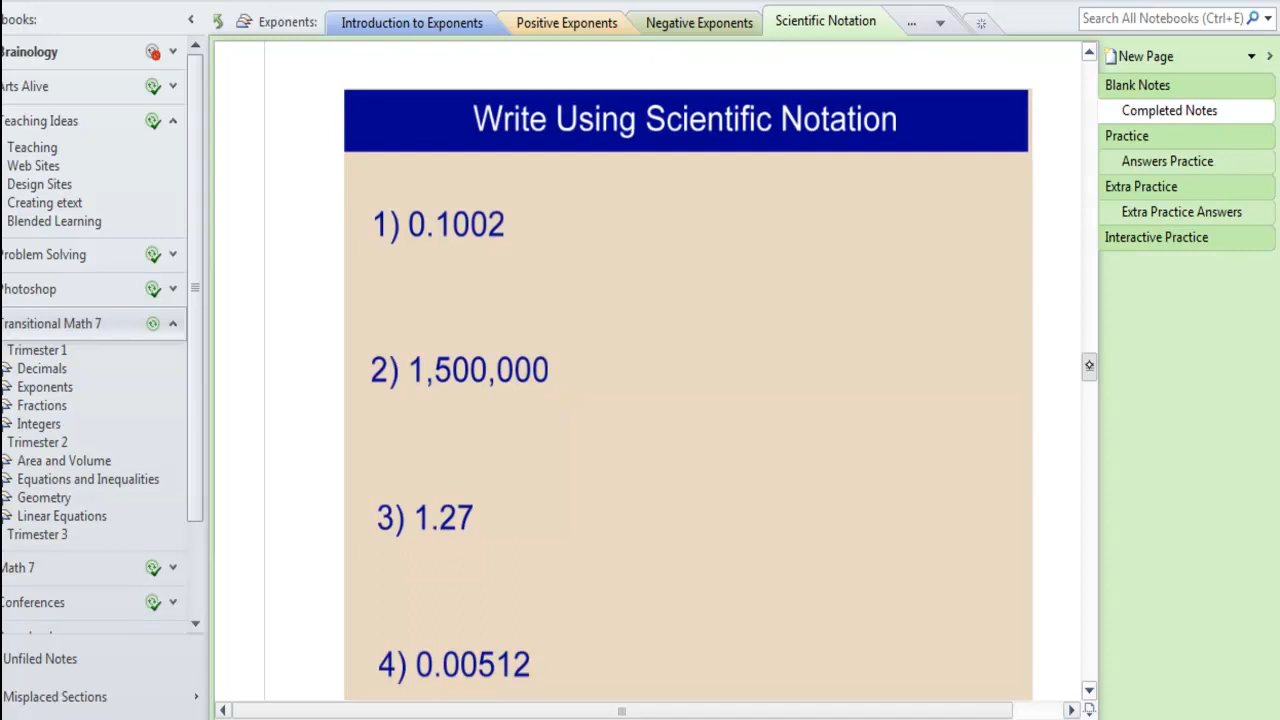 books:
Exponents:
Introduction to Exponents
Positive Exponents
Negative Exponents
Scientific Notation
...
Search All Notebooks (Ctrl+E)
Brainology
Arts Alive
Teaching Ideas
Teaching
Web Sites
Design Sites
Creating etext
Blended Learning
Problem Solving
Photoshop
Transitional Math 7
Trimester 1
Decimals
Exponents
Fractions
Integers
Trimester 2
Area and Volume
Equations and Inequalities
Geometry
Linear Equations
Trimester 3
Math 7
Conferences
Unfiled Notes
Misplaced Sections
Write Using Scientific Notation
1) 0.1002
2) 1,500,000
3) 1.27
4) 0.00512
New Page
Blank Notes
Completed Notes
Practice
Answers Practice
Extra Practice
Extra Practice Answers
Interactive Practice